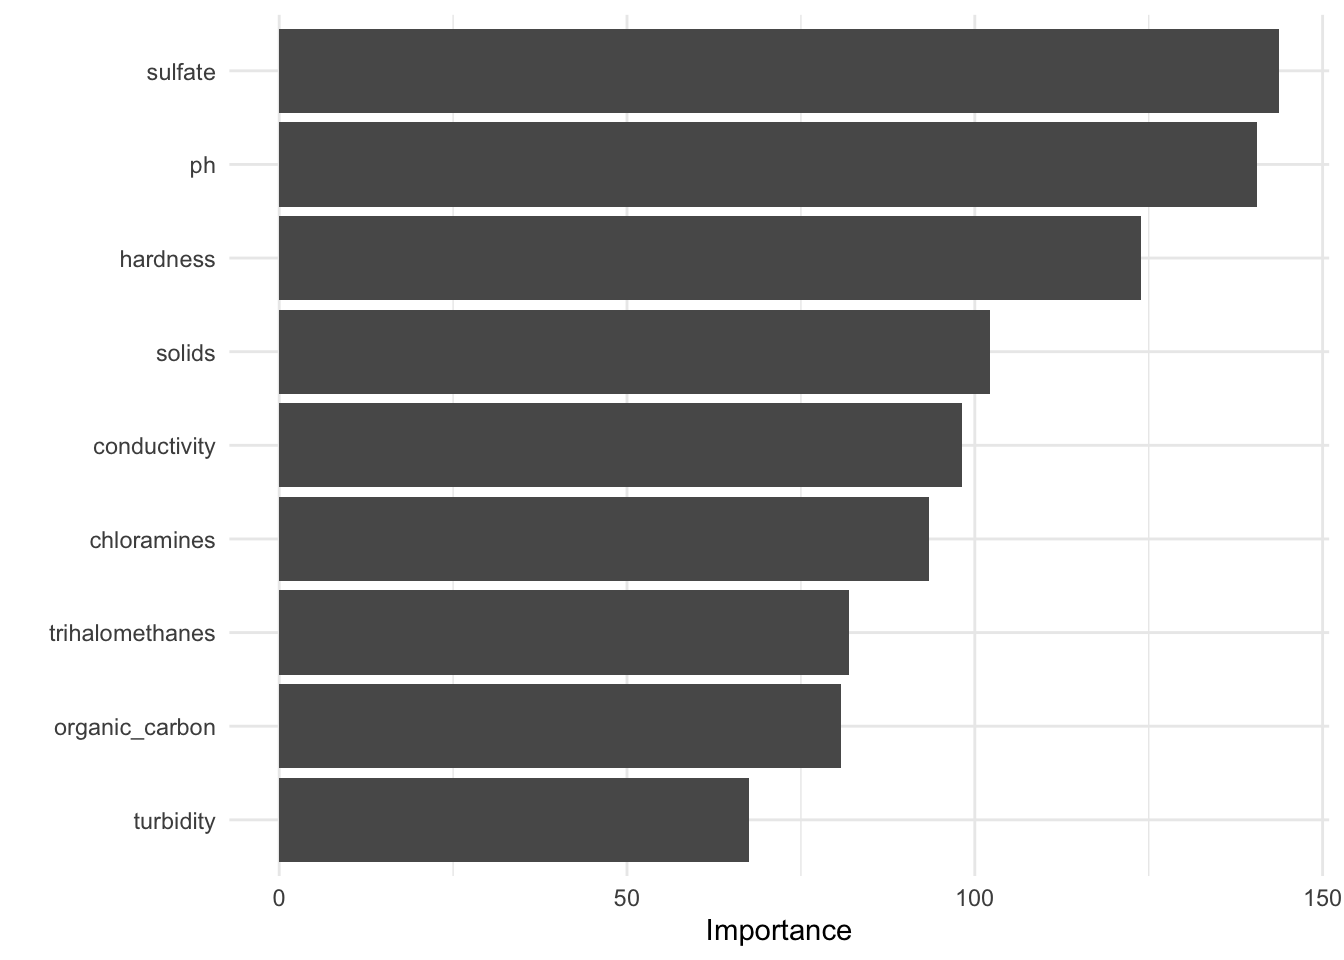 sulfate
ph
hardness
solids
conductivity
chloramines
trihalomethanes
organic_carbon
turbidity
0 50 100 150
Importance